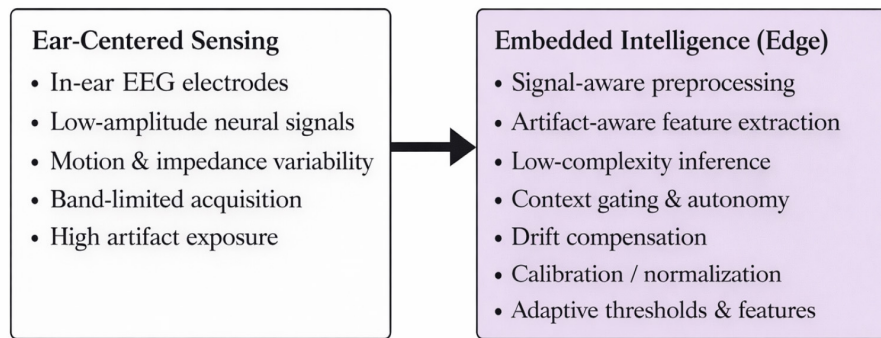 Ear-Centered Sensing
• In-ear EEG electrodes
• Low-amplitude neural signals
• Motion & impedance variability
• Band-limited acquisition
• High artifact exposure
Embedded Intelligence (Edge)
• Signal-aware preprocessing
• Artifact-aware feature extraction
• Low-complexity inference
• Context gating & autonomy
• Drift compensation
• Calibration / normalization
• Adaptive thresholds & features